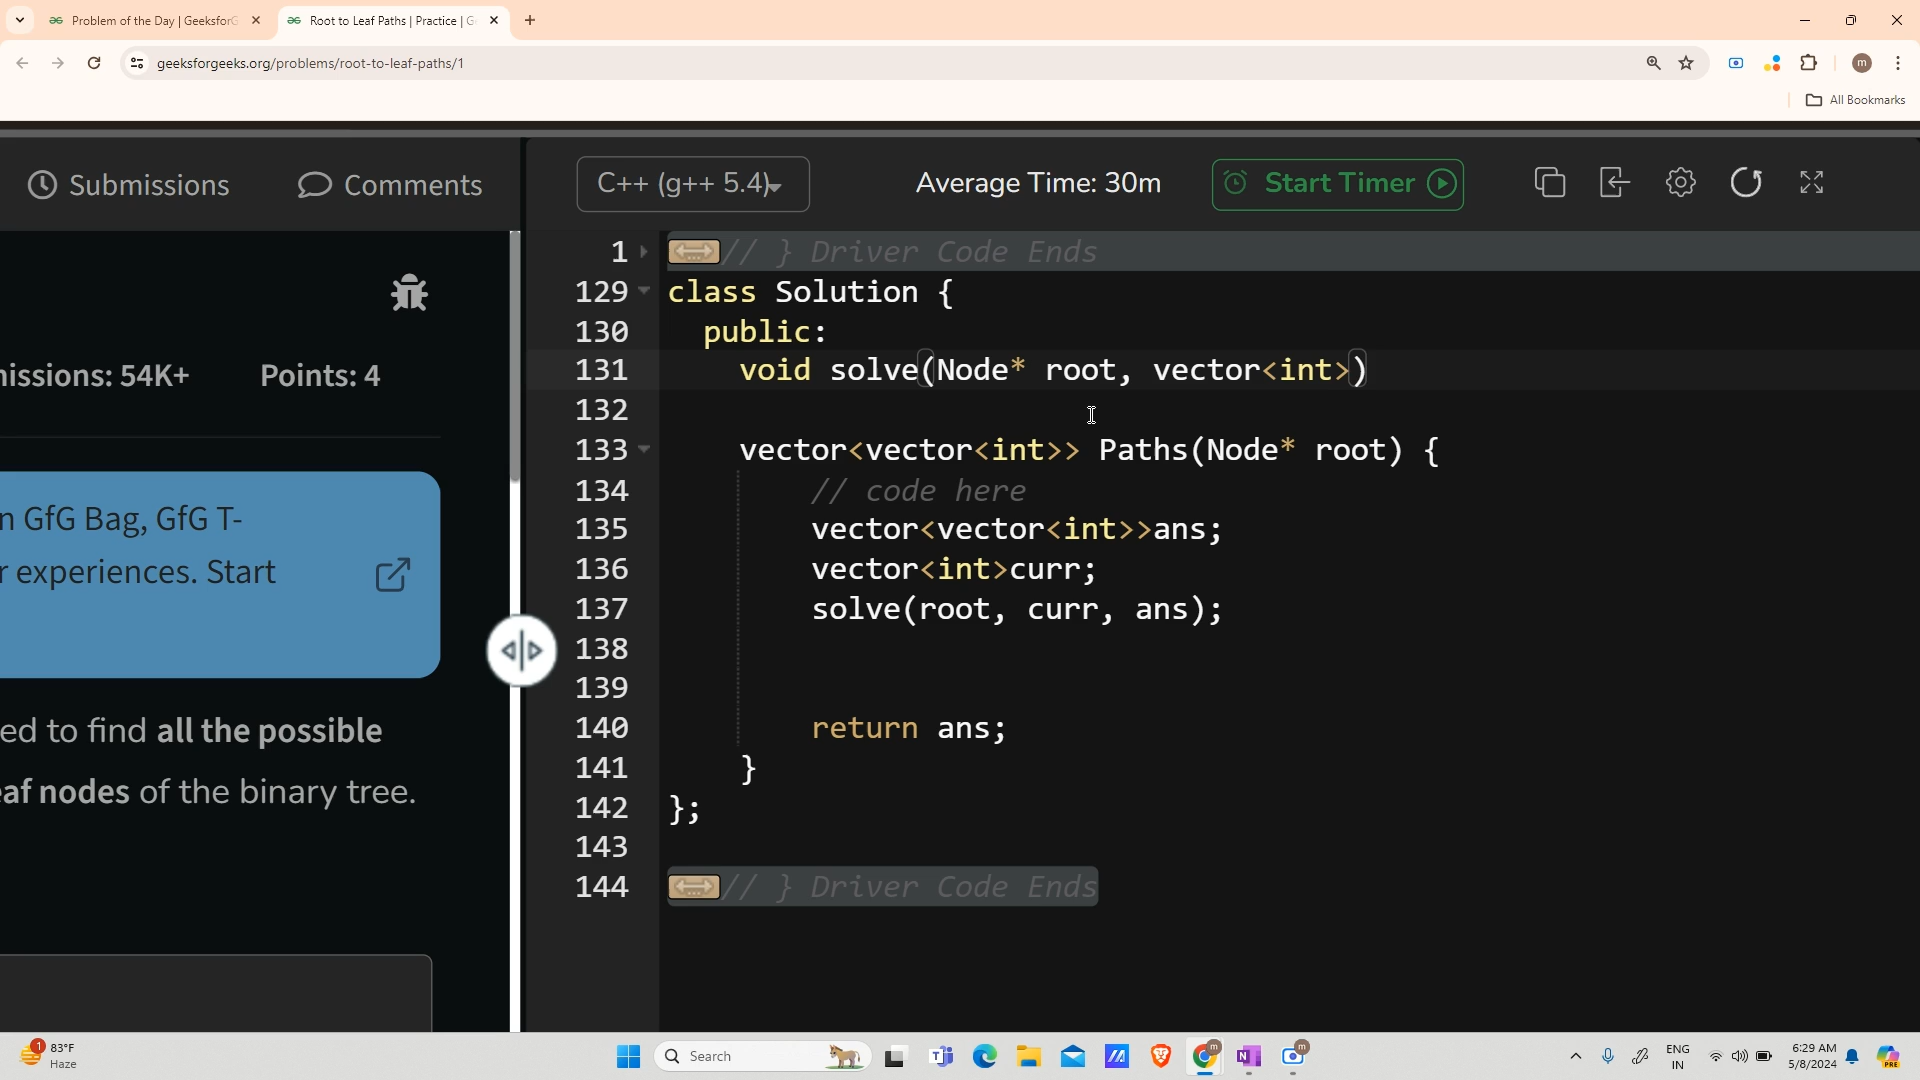 Problem of the Day | Geeksfor
Root to Leaf Paths | Practice | G
geeksforgeeks.org/problems/root-to-leaf-paths/1
m
All Bookmarks
Submissions
Comments
C++ (g++ 5.4)
Average Time: 30m
Start Timer
nissions: 54K+
Points: 4
n GfG Bag, GfG T-
r experiences. Start
ed to find all the possible
eaf nodes of the binary tree.
1 // } Driver Code Ends
129 class Solution {
130 public:
131 void solve(Node* root, vector<int>)
132
133 vector<vector<int>> Paths(Node* root) {
134 // code here
135 vector<vector<int>>ans;
136 vector<int>curr;
137 solve(root, curr, ans);
138
139
140 return ans;
141 }
142 };
143
144 // } Driver Code Ends
1
83°F
Haze
Search
m
m
ENG
IN
6:29 AM
5/8/2024
PRE